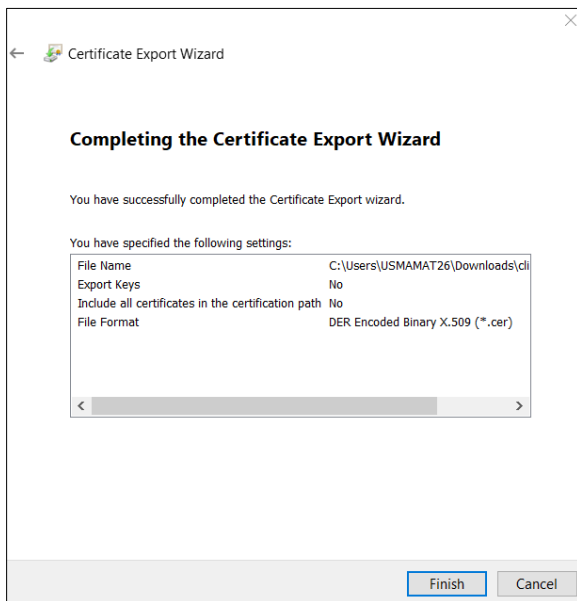 Certificate Export Wizard
Completing the Certificate Export Wizard
You have successfully completed the Certificate Export wizard.
You have specified the following settings:
File Name C:\Users\USMAMAT26\Downloads\cli
Export Keys No
Include all certificates in the certification path No
File Format DER Encoded Binary X.509 (*.cer)
Finish Cancel